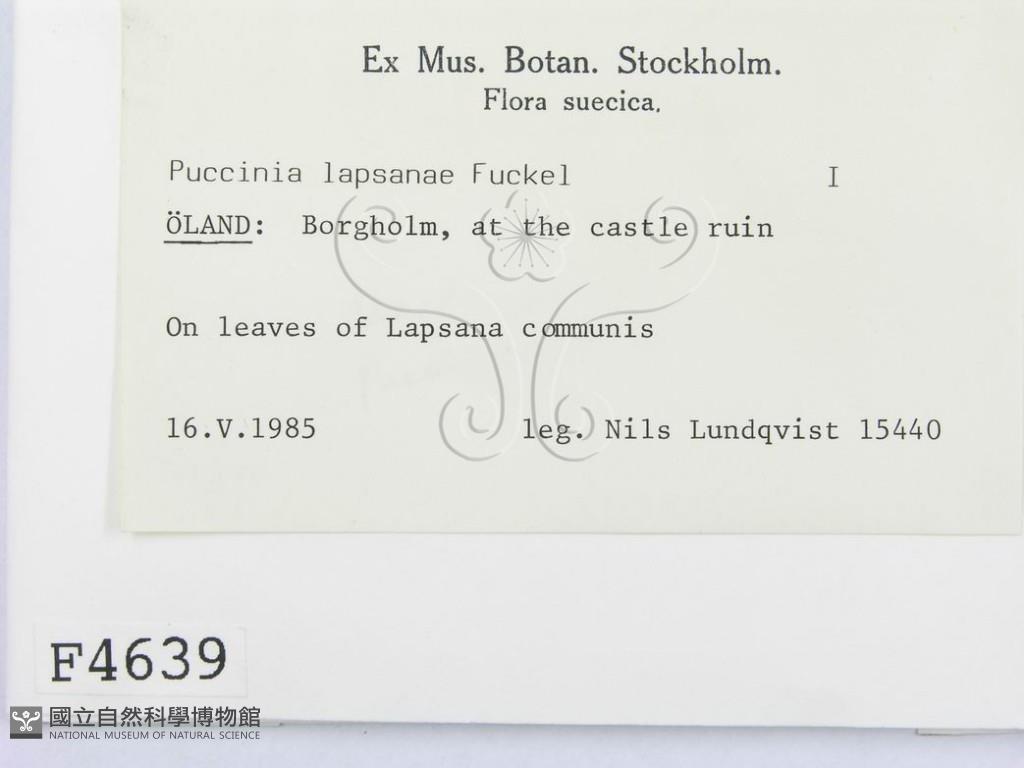 Ex Mus. Botan. Stockholm.
Flora suecica.
Puccinia lapsanae Fuckel I
ÖLAND: Borgholm, at the castle ruin
On leaves of Lapsana communis
16.V.1985 leg. Nils Lundqvist 15440
F4639
國立自然科學博物館
NATIONAL MUSEUM OF NATURAL SCIENCE